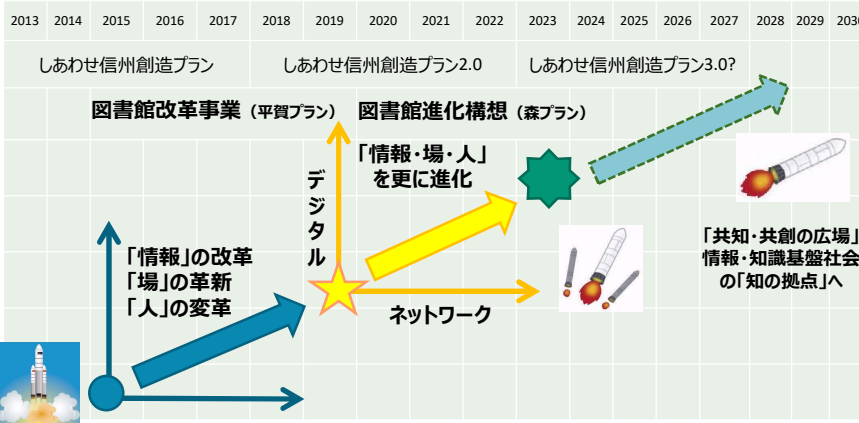 2013 2014 2015 2016 2017 2018 2019 2020 2021 2022 2023 2024 2025 2026 2027 2028 2029 2030
しあわせ信州創造プラン しあわせ信州創造プラン2.0 しあわせ信州創造プラン3.0?
図書館改革事業（平賀プラン） 図書館進化構想（森プラン）
「情報・場・人」
を更に進化
デジタル
「情報」の改革
「場」の革新
「人」の変革
ネットワーク
「共知・共創の広場」
情報・知識基盤社会
の「知の拠点」へ